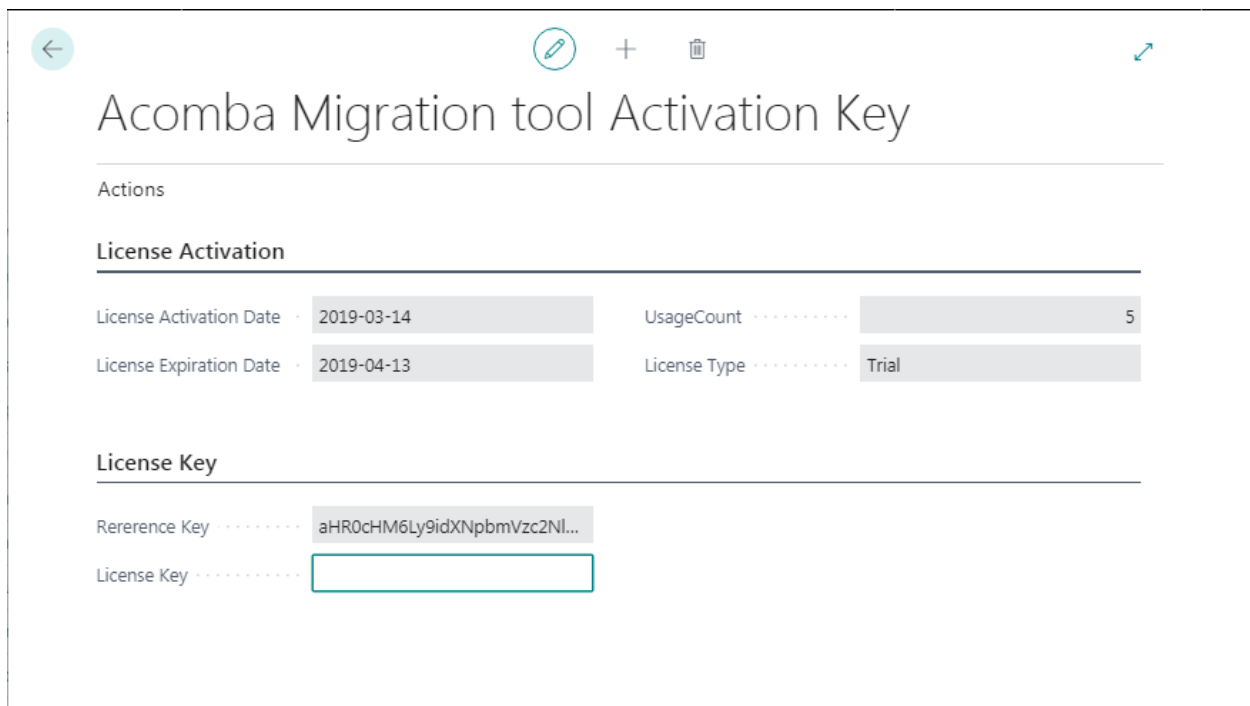 Acomba Migration tool Activation Key
Actions
License Activation
License Activation Date 2019-03-14 UsageCount 5
License Expiration Date 2019-04-13 License Type Trial
License Key
Rererence Key aHR0cHM6Ly9idXNpbmVzc2Nl...
License Key